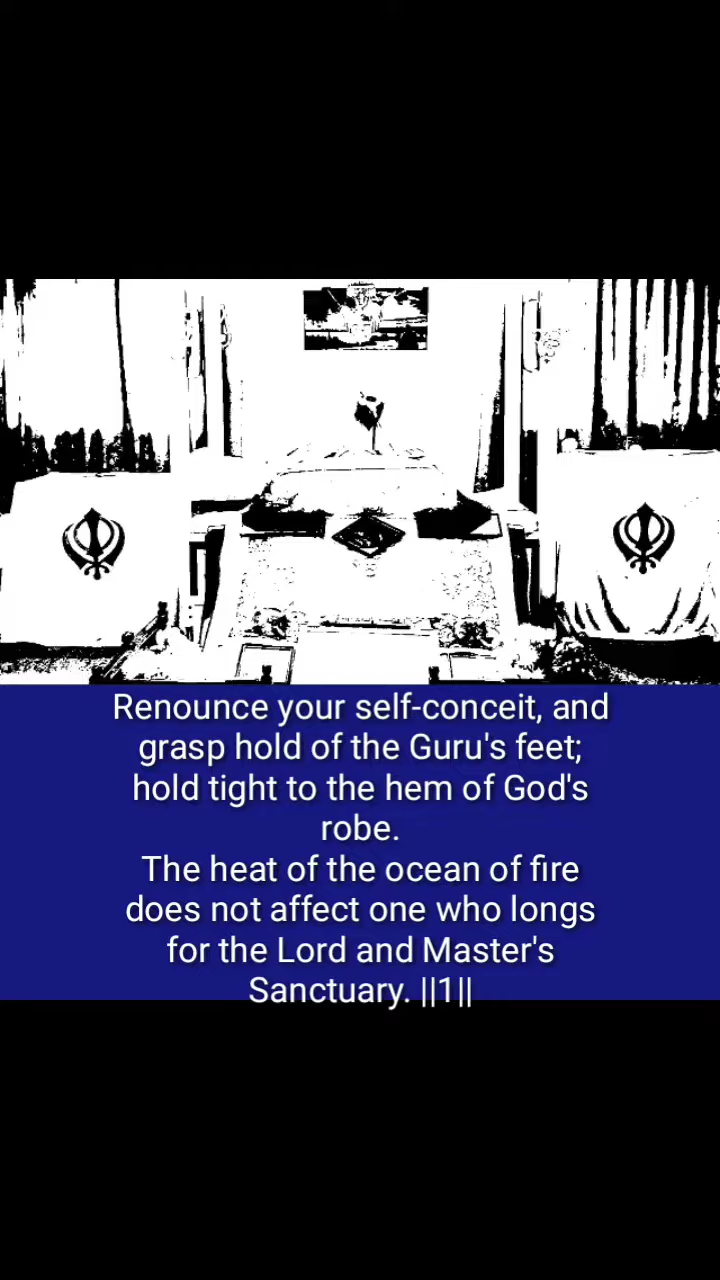 Renounce your self-conceit, and
grasp hold of the Guru's feet;
hold tight to the hem of God's
robe.
The heat of the ocean of fire
does not affect one who longs
for the Lord and Master's
Sanctuary. ||1||